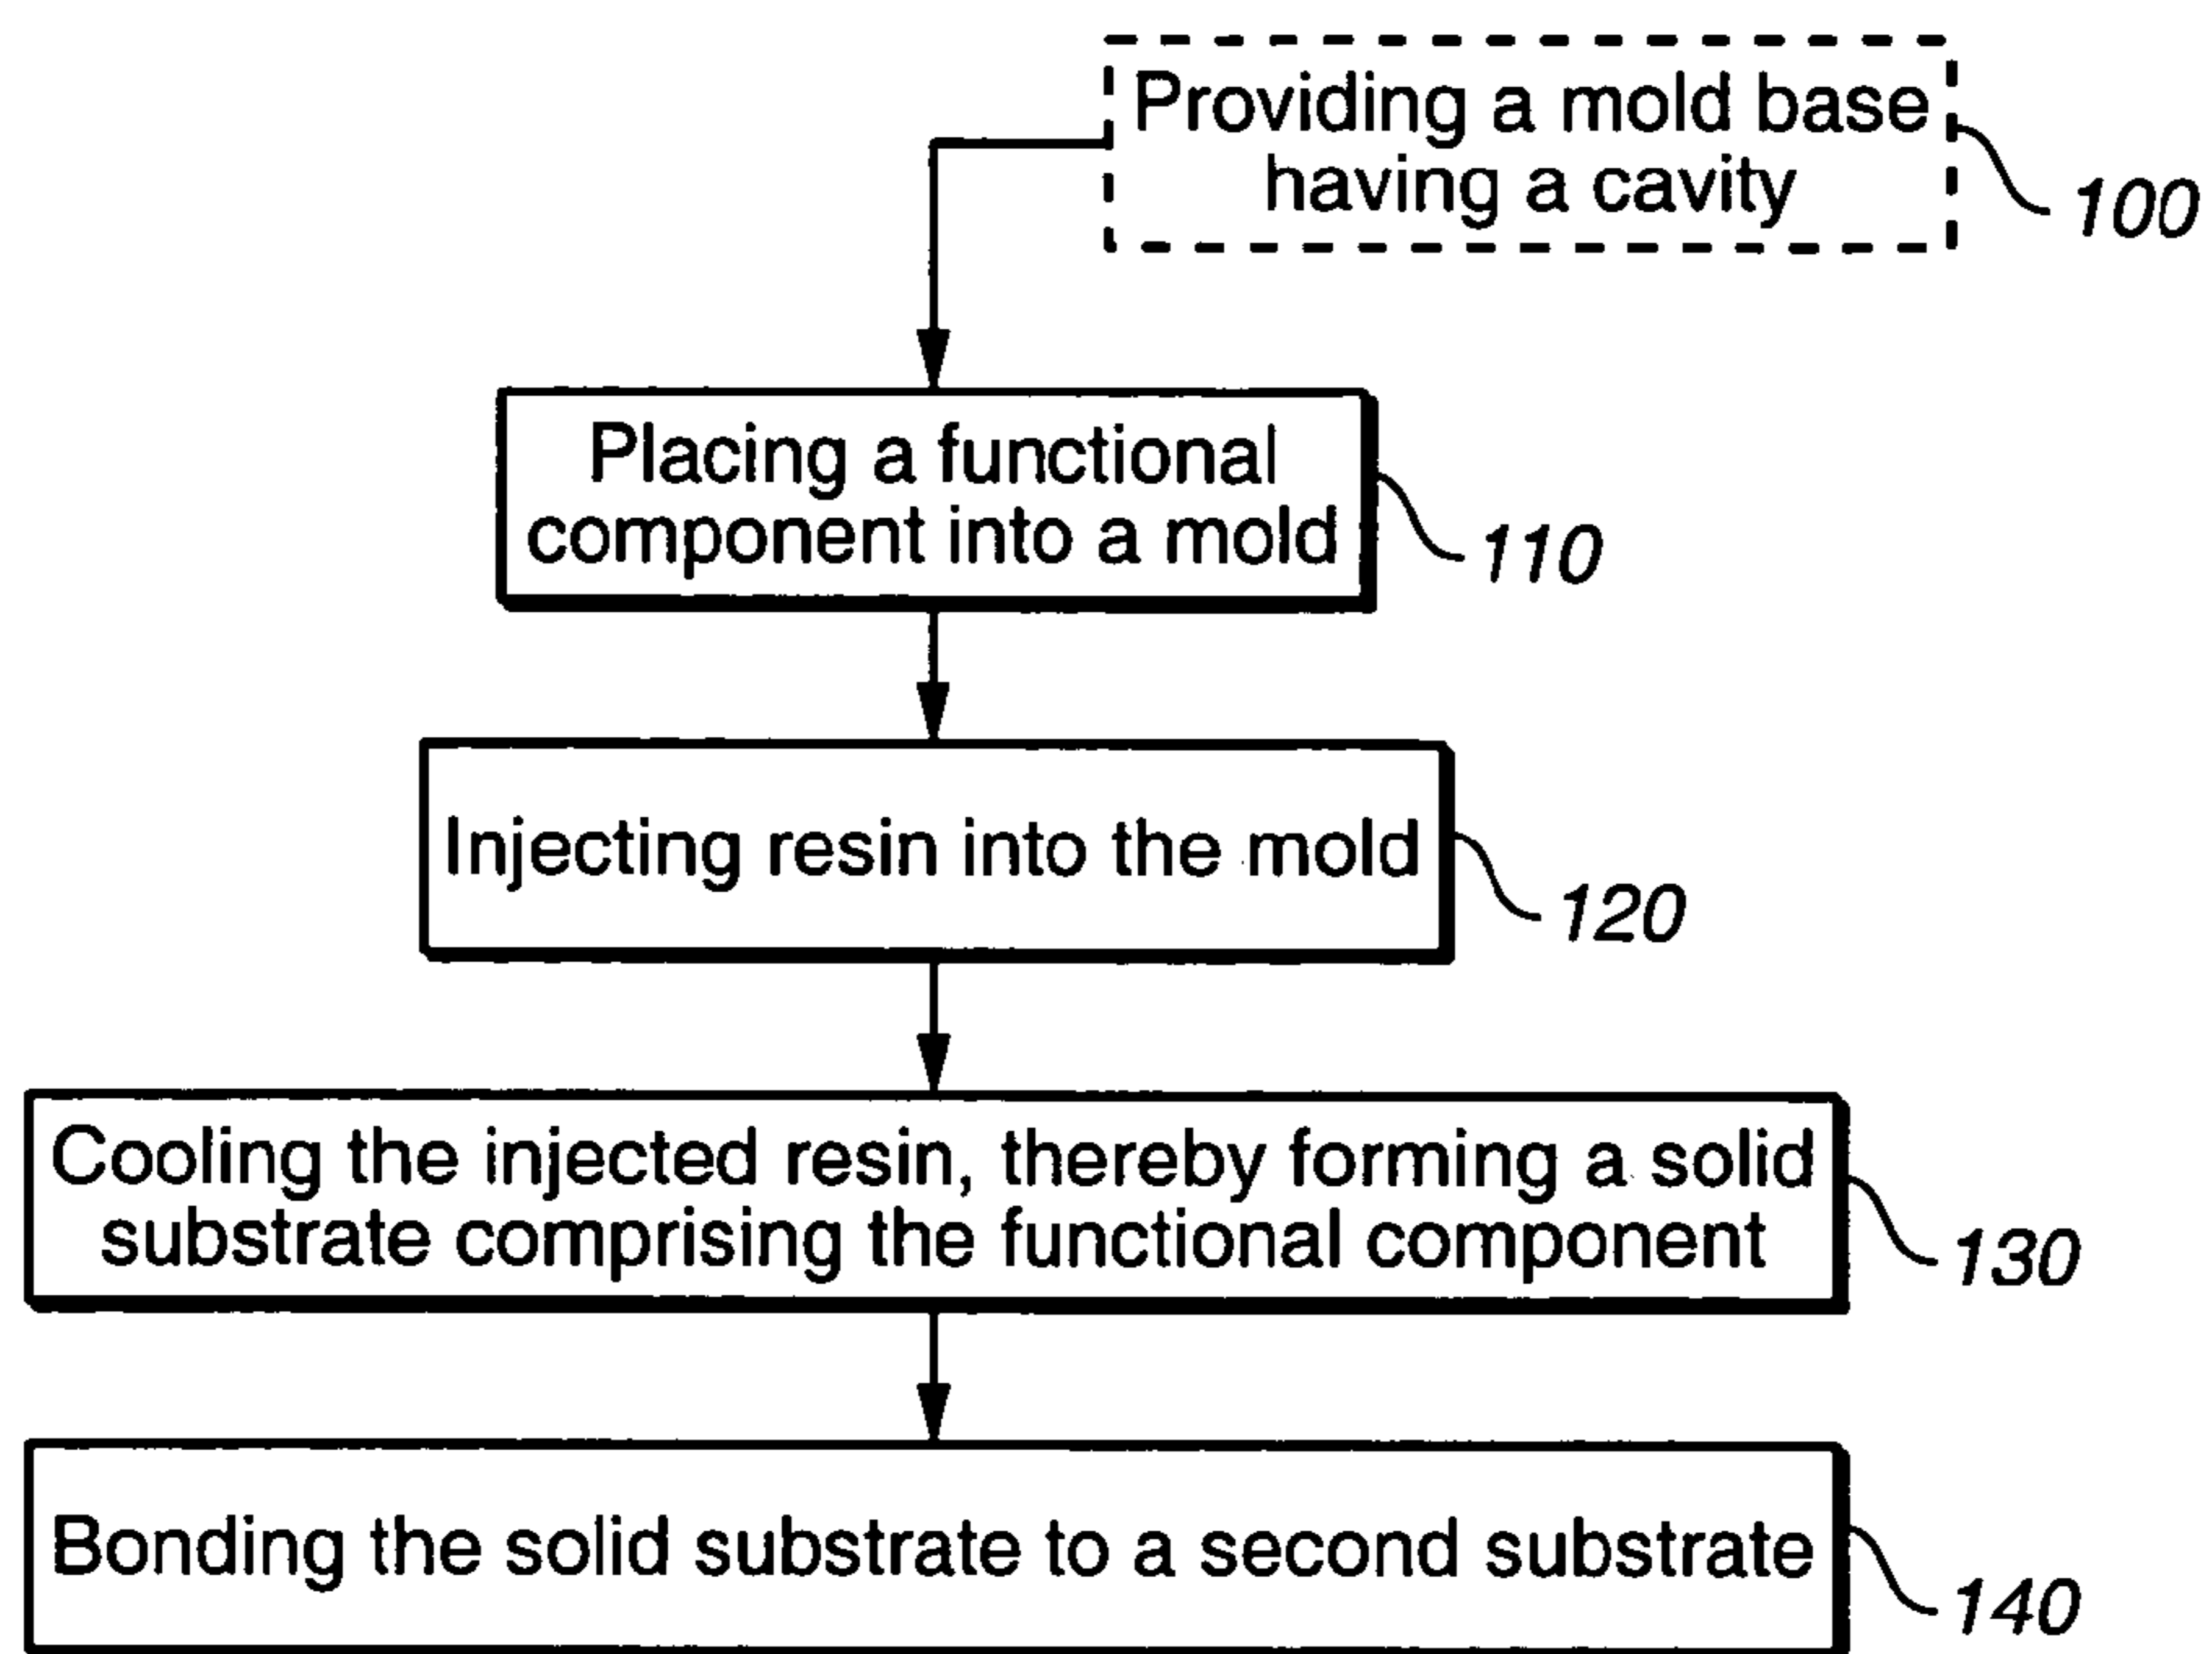 Providing a mold base
having a cavity
100
Placing a functional
component into a mold
110
Injecting resin into the mold
120
Cooling the injected resin, thereby forming a solid
substrate comprising the functional component
130
Bonding the solid substrate to a second substrate
140